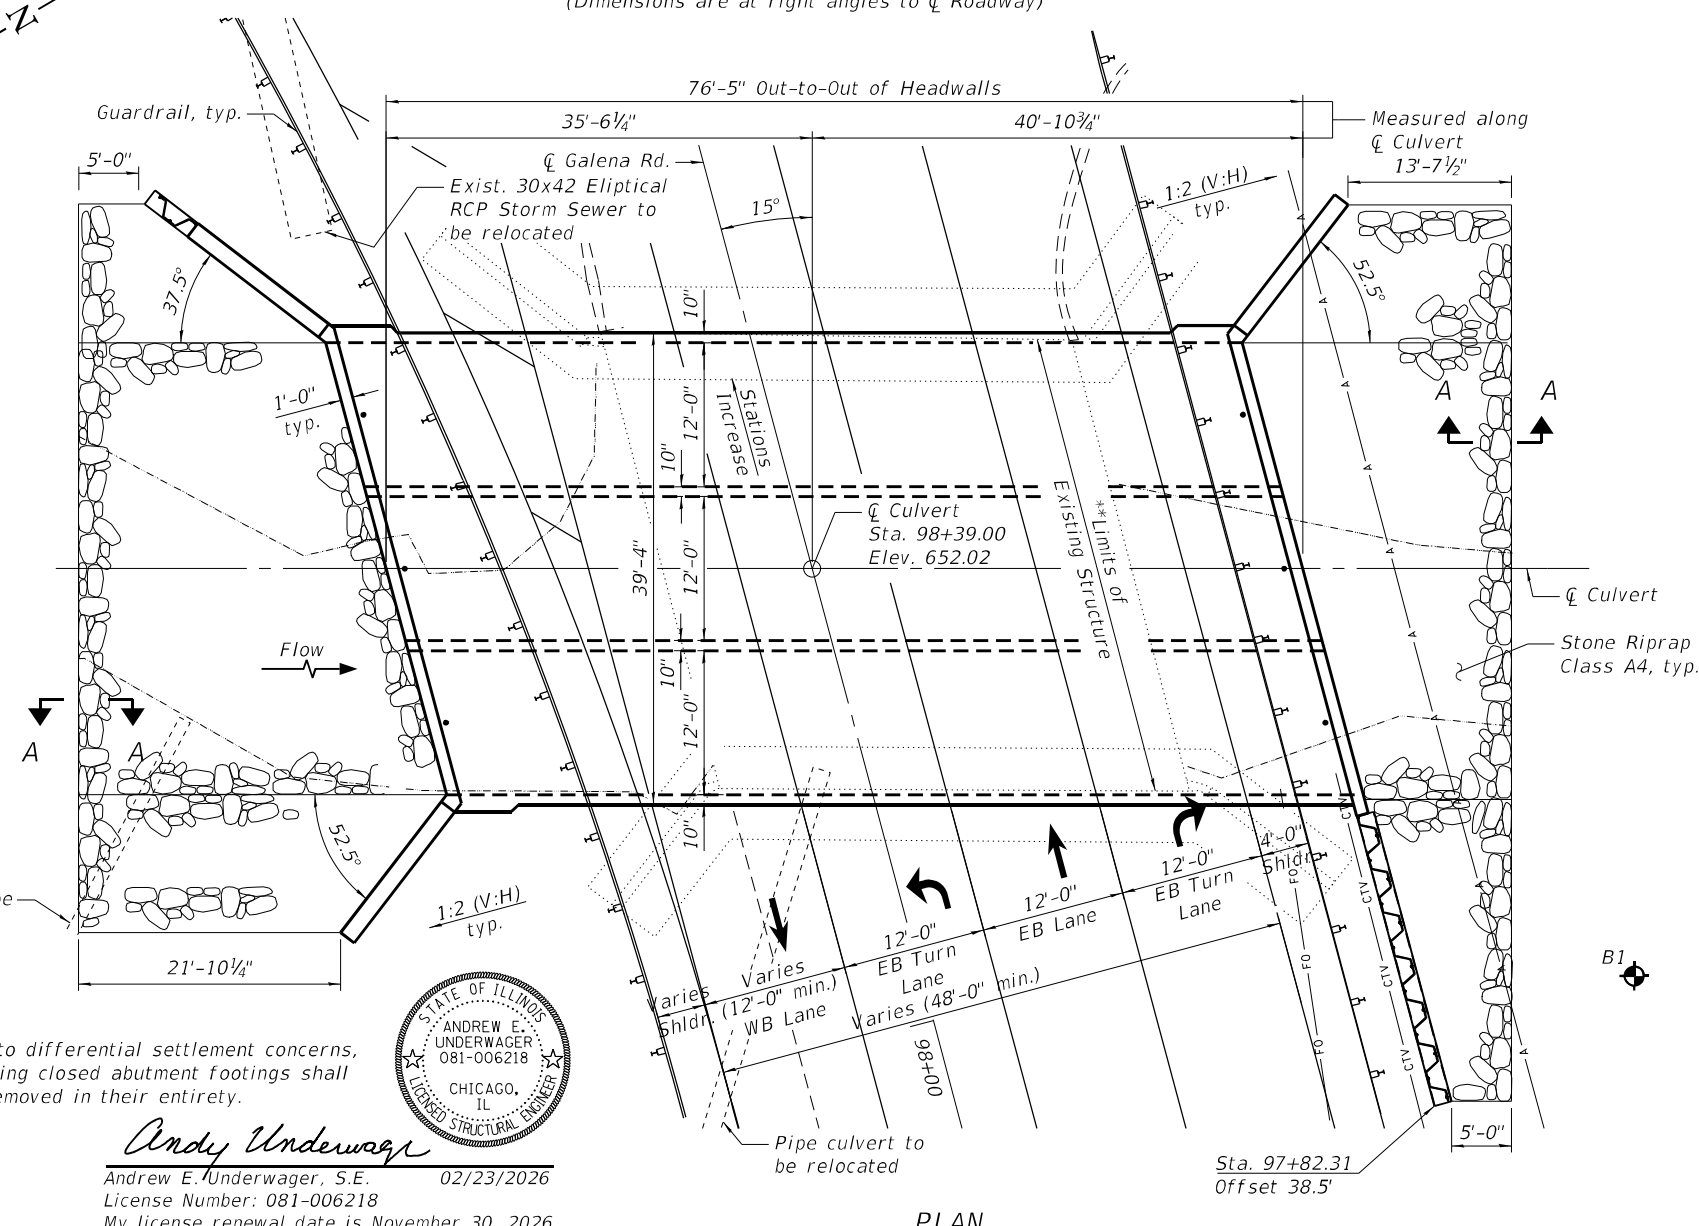 (Dimensions are at right angles to ℄ Roadway)
N
76'-5" Out-to-Out of Headwalls
35'-6¼"
40'-10¾"
Guardrail, typ.
Measured along
℄ Culvert
5'-0"
13'-7½"
℄ Galena Rd.
Exist. 30x42 Eliptical
RCP Storm Sewer to
be relocated
15°
1:2 (V:H)
typ.
37.5°
52.5°
10"
1'-0"
typ.
12'-0"
Stations
Increase
A
A
10"
℄ Culvert
Sta. 98+39.00
Elev. 652.02
**Limits of
Existing Structure
39'-4"
12'-0"
℄ Culvert
Flow
Stone Riprap
Class A4, typ.
10"
12'-0"
A
A
52.5°
10"
1:2 (V:H)
typ.
4'-0"
Shldr.
12'-0"
EB Turn
Lane
12'-0"
EB Lane
12'-0"
EB Turn
Lane
Varies
(12'-0" min.)
WB Lane
Varies
Shldr.
Varies (48'-0" min.)
98+00
A
A
A
A
A
A
A
A
A
CTV
CTV
CTV
CTV
FO
FO
FO
FO
B1
21'-10¼"
STATE OF ILLINOIS
ANDREW E.
UNDERWAGER
081-006218
CHICAGO,
IL
LICENSED STRUCTURAL ENGINEER
to differential settlement concerns,
ing closed abutment footings shall
emoved in their entirety.
Andy Underwager
Andrew E. Underwager, S.E. 02/23/2026
License Number: 081-006218
My license renewal date is November 30, 2026
Pipe culvert to
be relocated
5'-0"
Sta. 97+82.31
Offset 38.5'
PLAN